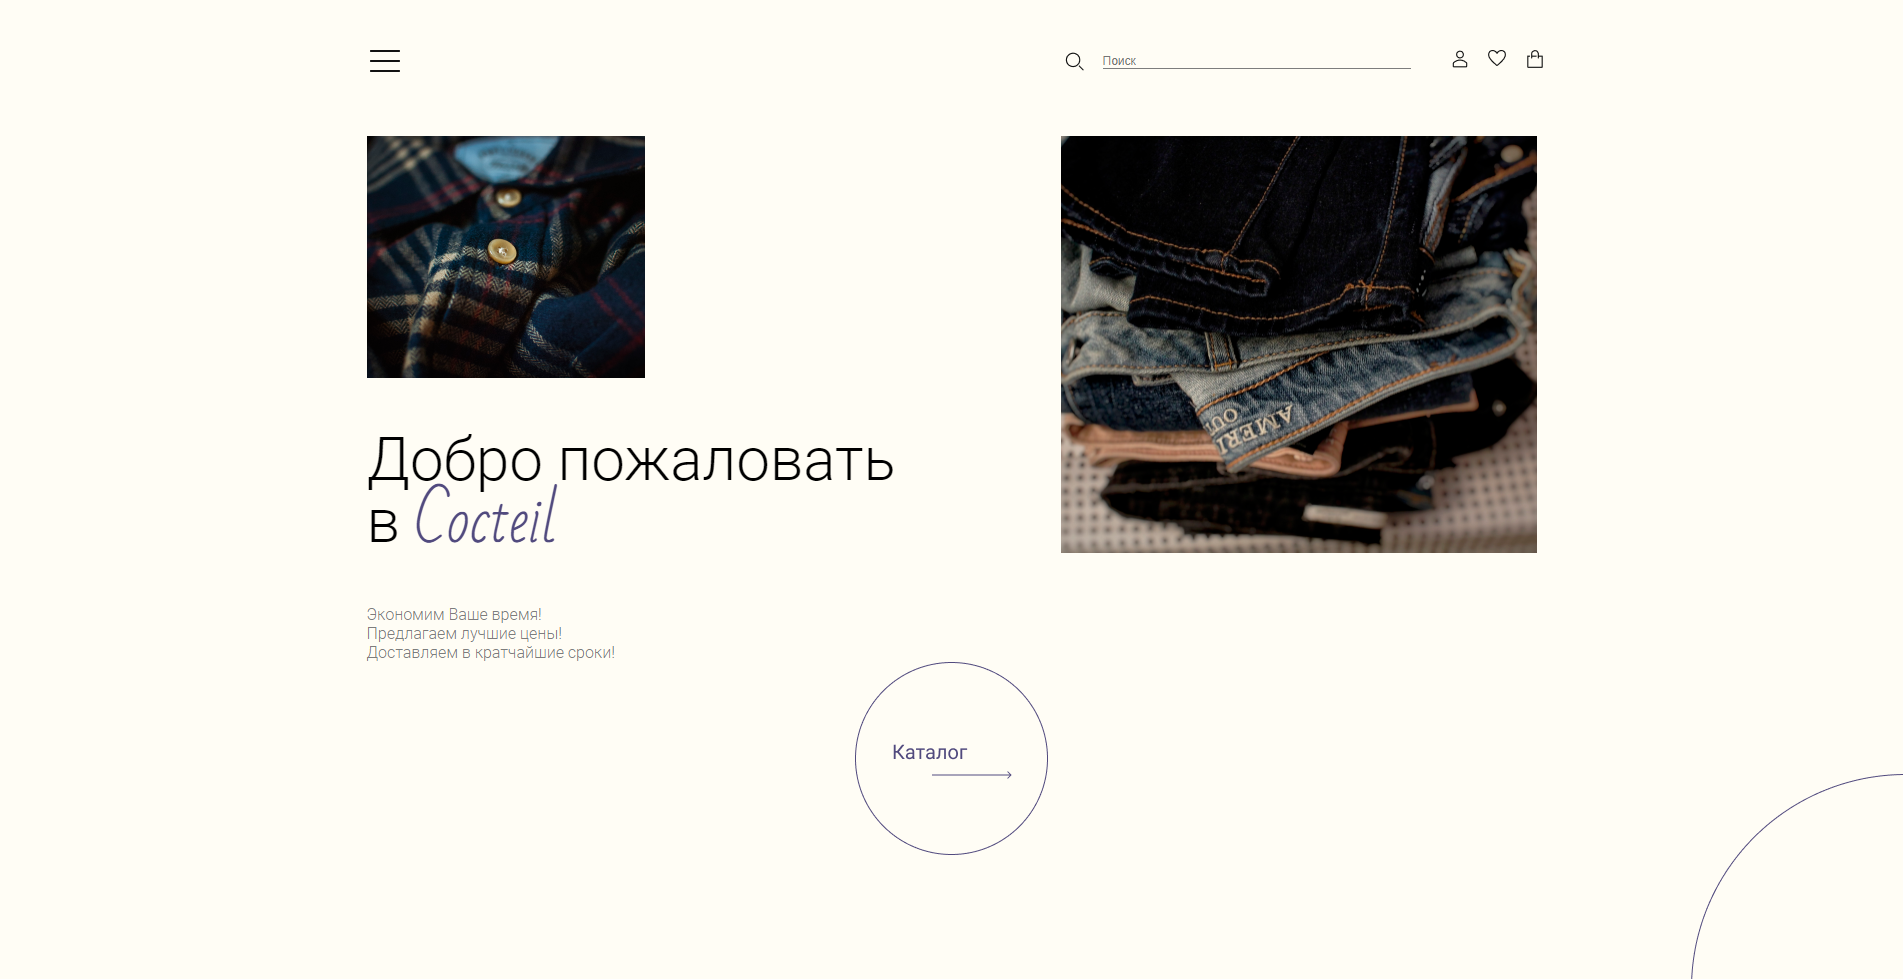 Поиск
Добро пожаловать
в Cocteil
Экономим Ваше время!
Предлагаем лучшие цены!
Доставляем в кратчайшие сроки!
Каталог